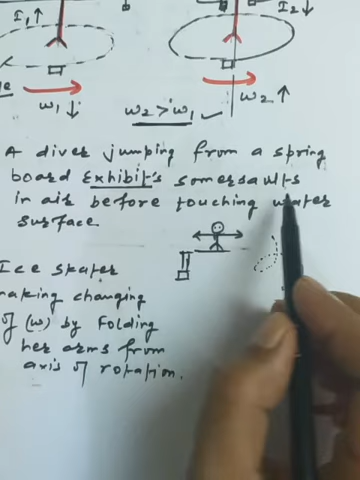 I₁↑ I₂↓
ω₁↓ ω₂↑
ω₂>ω₁ ✓
A diver jumping from a spring
board Exhibit's somersaults
in air before touching water
surface
Ice skater
making changing
of (ω) by Folding
her arms from
axis of rotation.